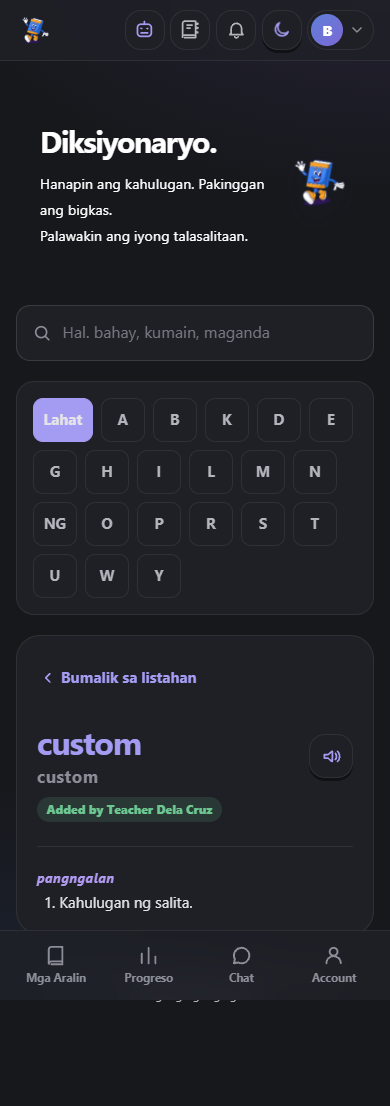 B
Diksiyonaryo.
Hanapin ang kahulugan. Pakinggan
ang bigkas.
Palawakin ang iyong talasalitaan.
Hal. bahay, kumain, maganda
Lahat A B K D E
G H I L M N
NG O P R S T
U W Y
Bumalik sa listahan
custom
custom
Added by Teacher Dela Cruz
pangngalan
1. Kahulugan ng salita.
Mga Aralin Progreso Chat Account